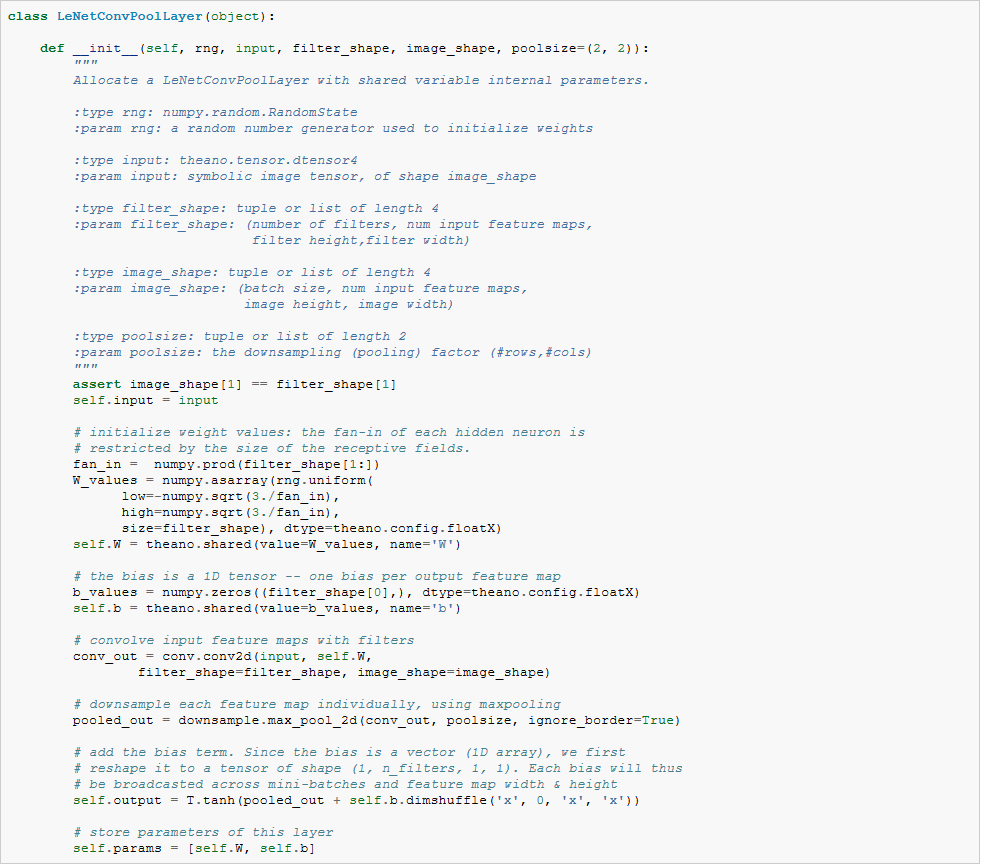 class LeNetConvPoolLayer(object):
def __init__(self, rng, input, filter_shape, image_shape, poolsize=(2, 2)):
"""
Allocate a LeNetConvPoolLayer with shared variable internal parameters.
:type rng: numpy.random.RandomState
:param rng: a random number generator used to initialize weights
:type input: theano.tensor.dtensor4
:param input: symbolic image tensor, of shape image_shape
:type filter_shape: tuple or list of length 4
:param filter_shape: (number of filters, num input feature maps,
filter height,filter width)
:type image_shape: tuple or list of length 4
:param image_shape: (batch size, num input feature maps,
image height, image width)
:type poolsize: tuple or list of length 2
:param poolsize: the downsampling (pooling) factor (#rows,#cols)
"""
assert image_shape[1] == filter_shape[1]
self.input = input
# initialize weight values: the fan-in of each hidden neuron is
# restricted by the size of the receptive fields.
fan_in =  numpy.prod(filter_shape[1:])
W_values = numpy.asarray(rng.uniform(
low=-numpy.sqrt(3./fan_in),
high=numpy.sqrt(3./fan_in),
size=filter_shape), dtype=theano.config.floatX)
self.W = theano.shared(value=W_values, name='W')
# the bias is a 1D tensor -- one bias per output feature map
b_values = numpy.zeros((filter_shape[0],), dtype=theano.config.floatX)
self.b = theano.shared(value=b_values, name='b')
# convolve input feature maps with filters
conv_out = conv.conv2d(input, self.W,
filter_shape=filter_shape, image_shape=image_shape)
# downsample each feature map individually, using maxpooling
pooled_out = downsample.max_pool_2d(conv_out, poolsize, ignore_border=True)
# add the bias term. Since the bias is a vector (1D array), we first
# reshape it to a tensor of shape (1, n_filters, 1, 1). Each bias will thus
# be broadcasted across mini-batches and feature map width & height
self.output = T.tanh(pooled_out + self.b.dimshuffle('x', 0, 'x', 'x'))
# store parameters of this layer
self.params = [self.W, self.b]